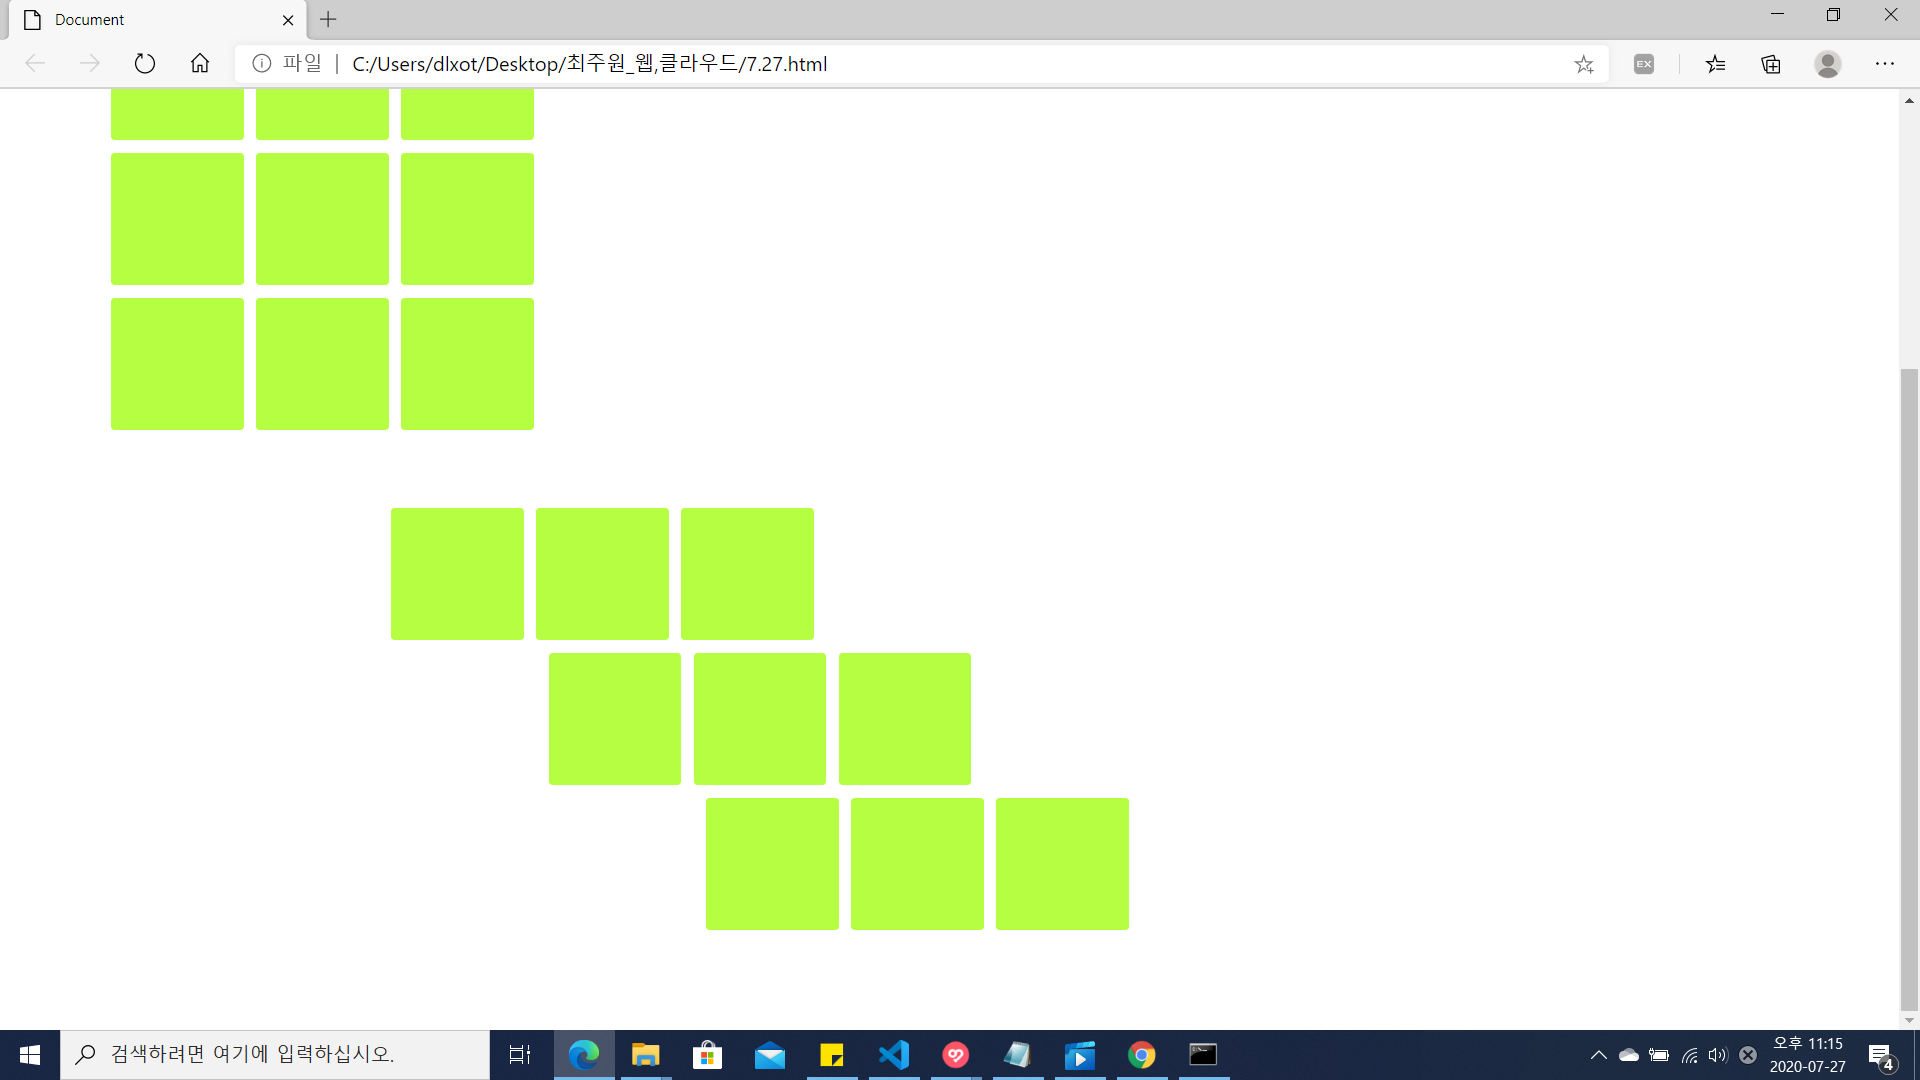 Document
파일
C:/Users/dlxot/Desktop/최주원_웹,클라우드/7.27.html
EX
검색하려면 여기에 입력하십시오.
오후 11:15
2020-07-27
4